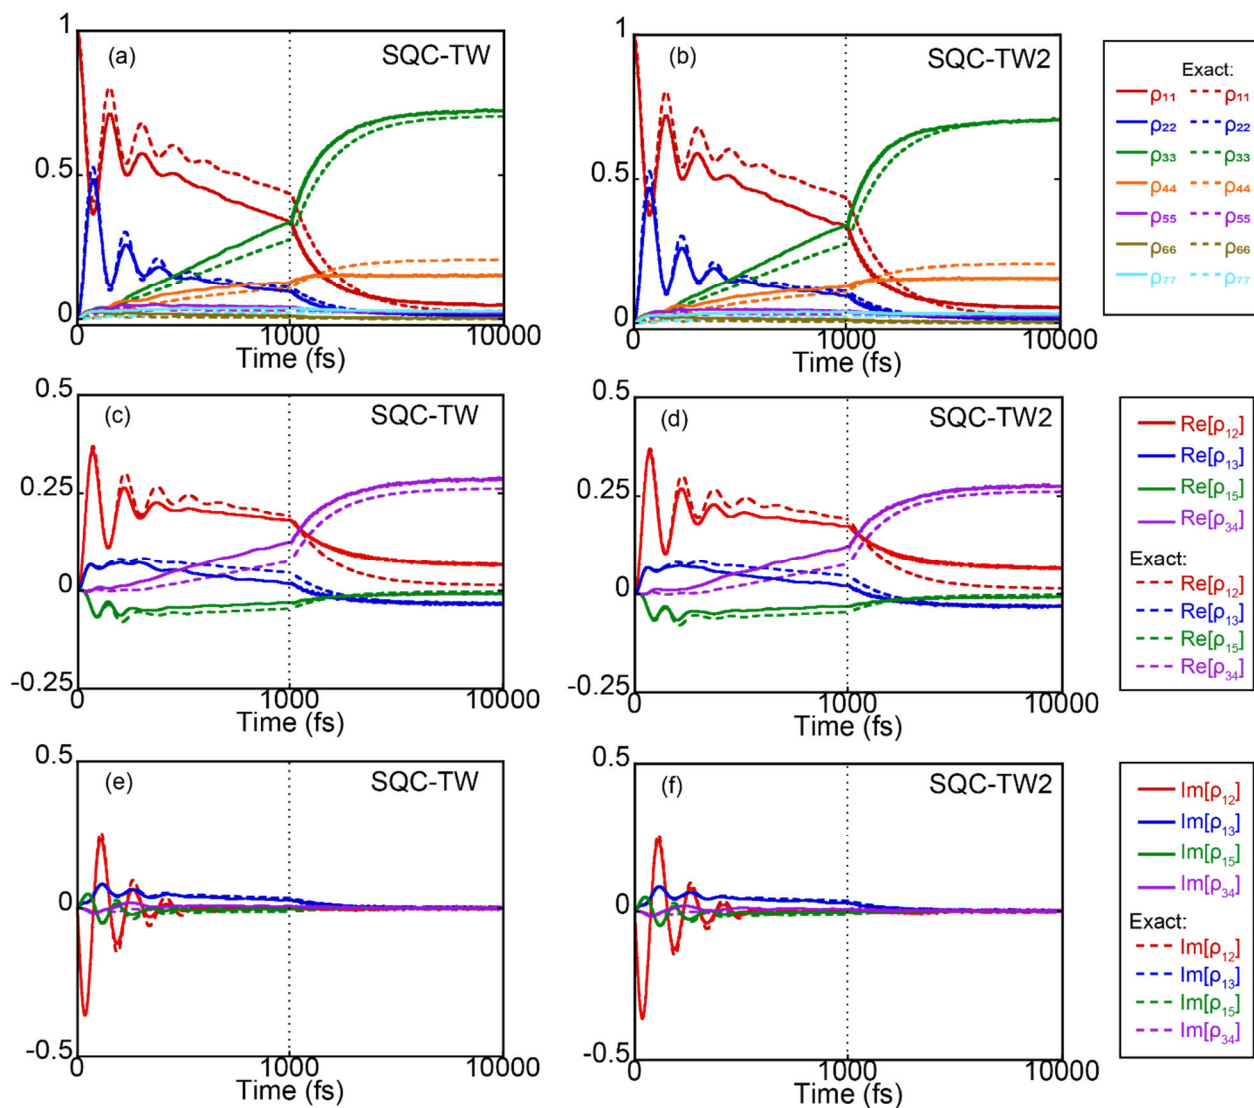 (a) SQC-TW
1
0.5
0
0 1000 10000
Time (fs)
(b) SQC-TW2
1
0.5
0
0 1000 10000
Time (fs)
Exact:
ρ₁₁ ρ₁₁
ρ₂₂ ρ₂₂
ρ₃₃ ρ₃₃
ρ₄₄ ρ₄₄
ρ₅₅ ρ₅₅
ρ₆₆ ρ₆₆
ρ₇₇ ρ₇₇
(c) SQC-TW
0.5
0.25
0
-0.25
0 1000 10000
Time (fs)
(d) SQC-TW2
0.5
0.25
0
-0.25
0 1000 10000
Time (fs)
Re[ρ₁₂]
Re[ρ₁₃]
Re[ρ₁₅]
Re[ρ₃₄]
Exact:
Re[ρ₁₂]
Re[ρ₁₃]
Re[ρ₁₅]
Re[ρ₃₄]
(e) SQC-TW
0.5
0
-0.5
0 1000 10000
Time (fs)
(f) SQC-TW2
0.5
0
-0.5
0 1000 10000
Time (fs)
Im[ρ₁₂]
Im[ρ₁₃]
Im[ρ₁₅]
Im[ρ₃₄]
Exact:
Im[ρ₁₂]
Im[ρ₁₃]
Im[ρ₁₅]
Im[ρ₃₄]